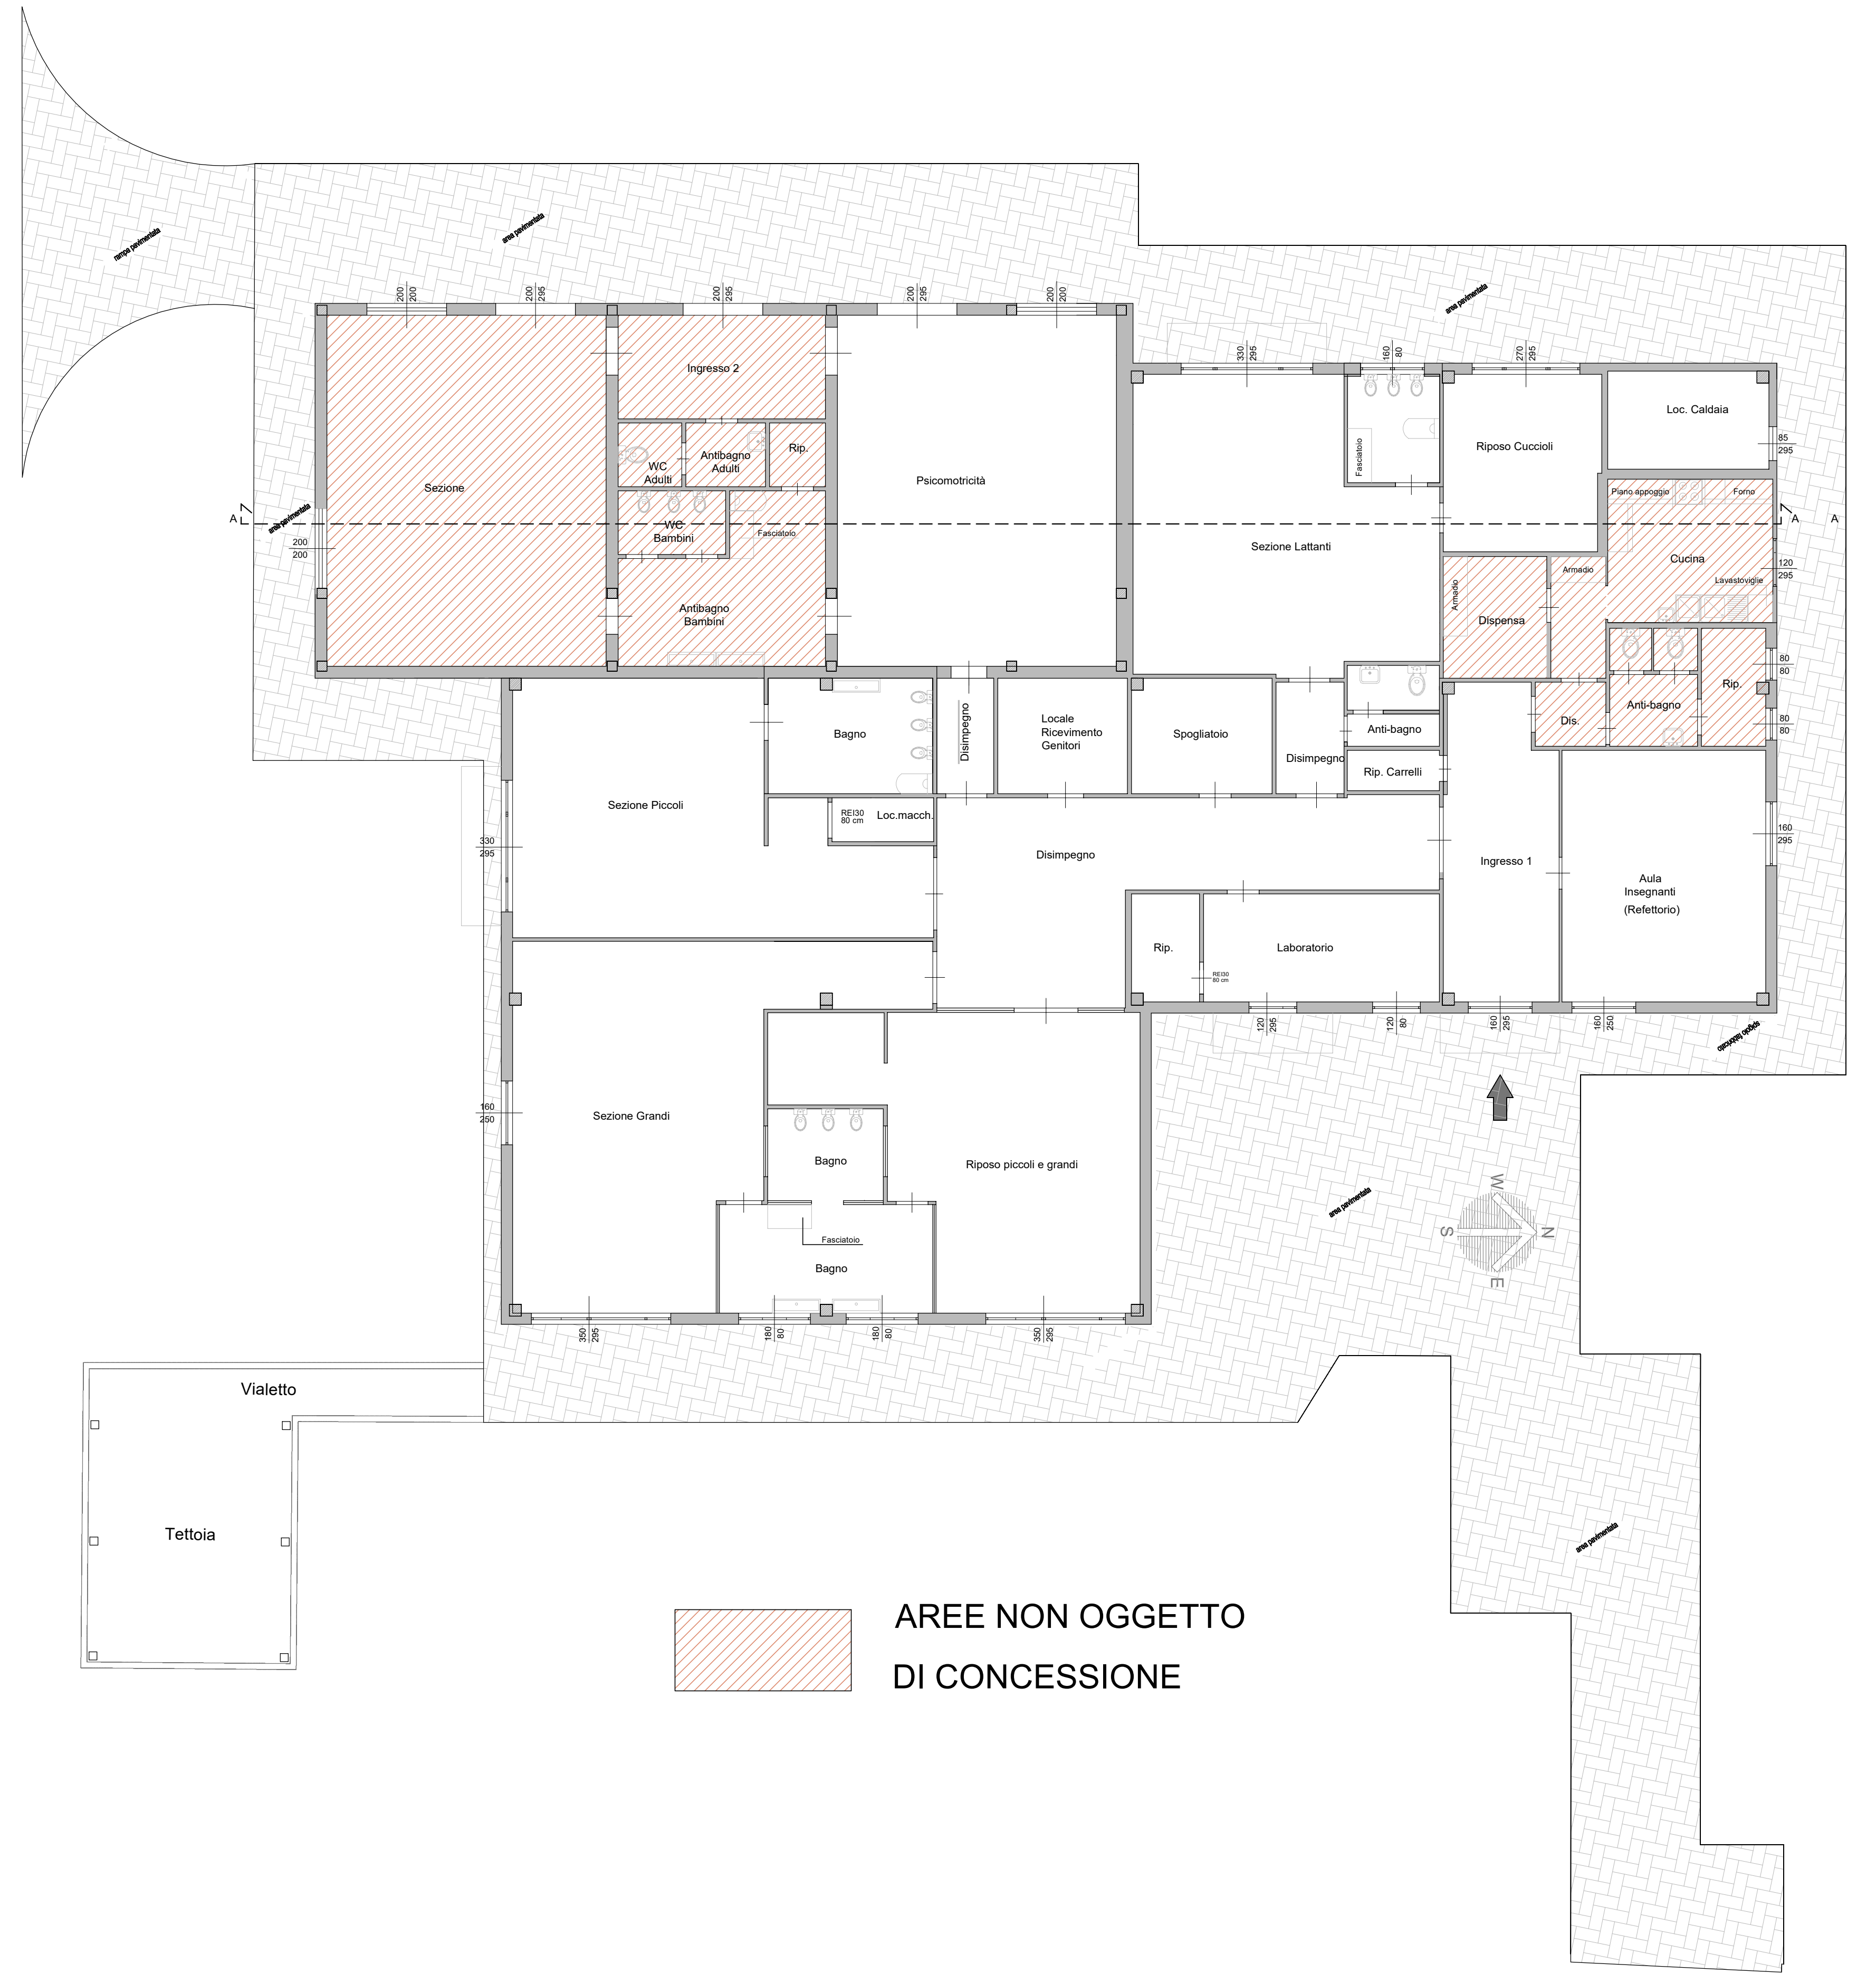 rampa pavimentata
area pavimentata
area pavimentata
200
200
200
295
200
295
200
295
200
200
330
295
160
80
270
295
Ingresso 2
Loc. Caldaia
85
295
WC
Adulti
Antibagno
Adulti
Rip.
Fasciatoio
Riposo Cuccioli
Sezione
Psicomotricità
Piano appoggio
Forno
A
area pavimentata
WC
Bambini
Fasciatoio
A
A
200
200
Sezione Lattanti
Cucina
120
295
Armadio
Armadio
Lavastoviglie
Antibagno
Bambini
Dispensa
80
80
Rip.
Bagno
Disimpegno
Locale
Ricevimento
Genitori
Spogliatoio
Disimpegno
Anti-bagno
Dis.
Anti-bagno
80
80
Rip. Carrelli
Sezione Piccoli
REI30
80 cm
Loc.macch.
330
295
Disimpegno
Ingresso 1
160
295
Aula
Insegnanti
(Refettorio)
Rip.
Laboratorio
REI30
80 cm
120
295
120
80
160
295
160
250
sbalzo fabbricato
160
250
Sezione Grandi
Bagno
Riposo piccoli e grandi
area pavimentata
W
S
N
E
Fasciatoio
Bagno
350
295
180
80
180
80
350
295
Vialetto
Tettoia
area pavimentata
AREE NON OGGETTO
DI CONCESSIONE